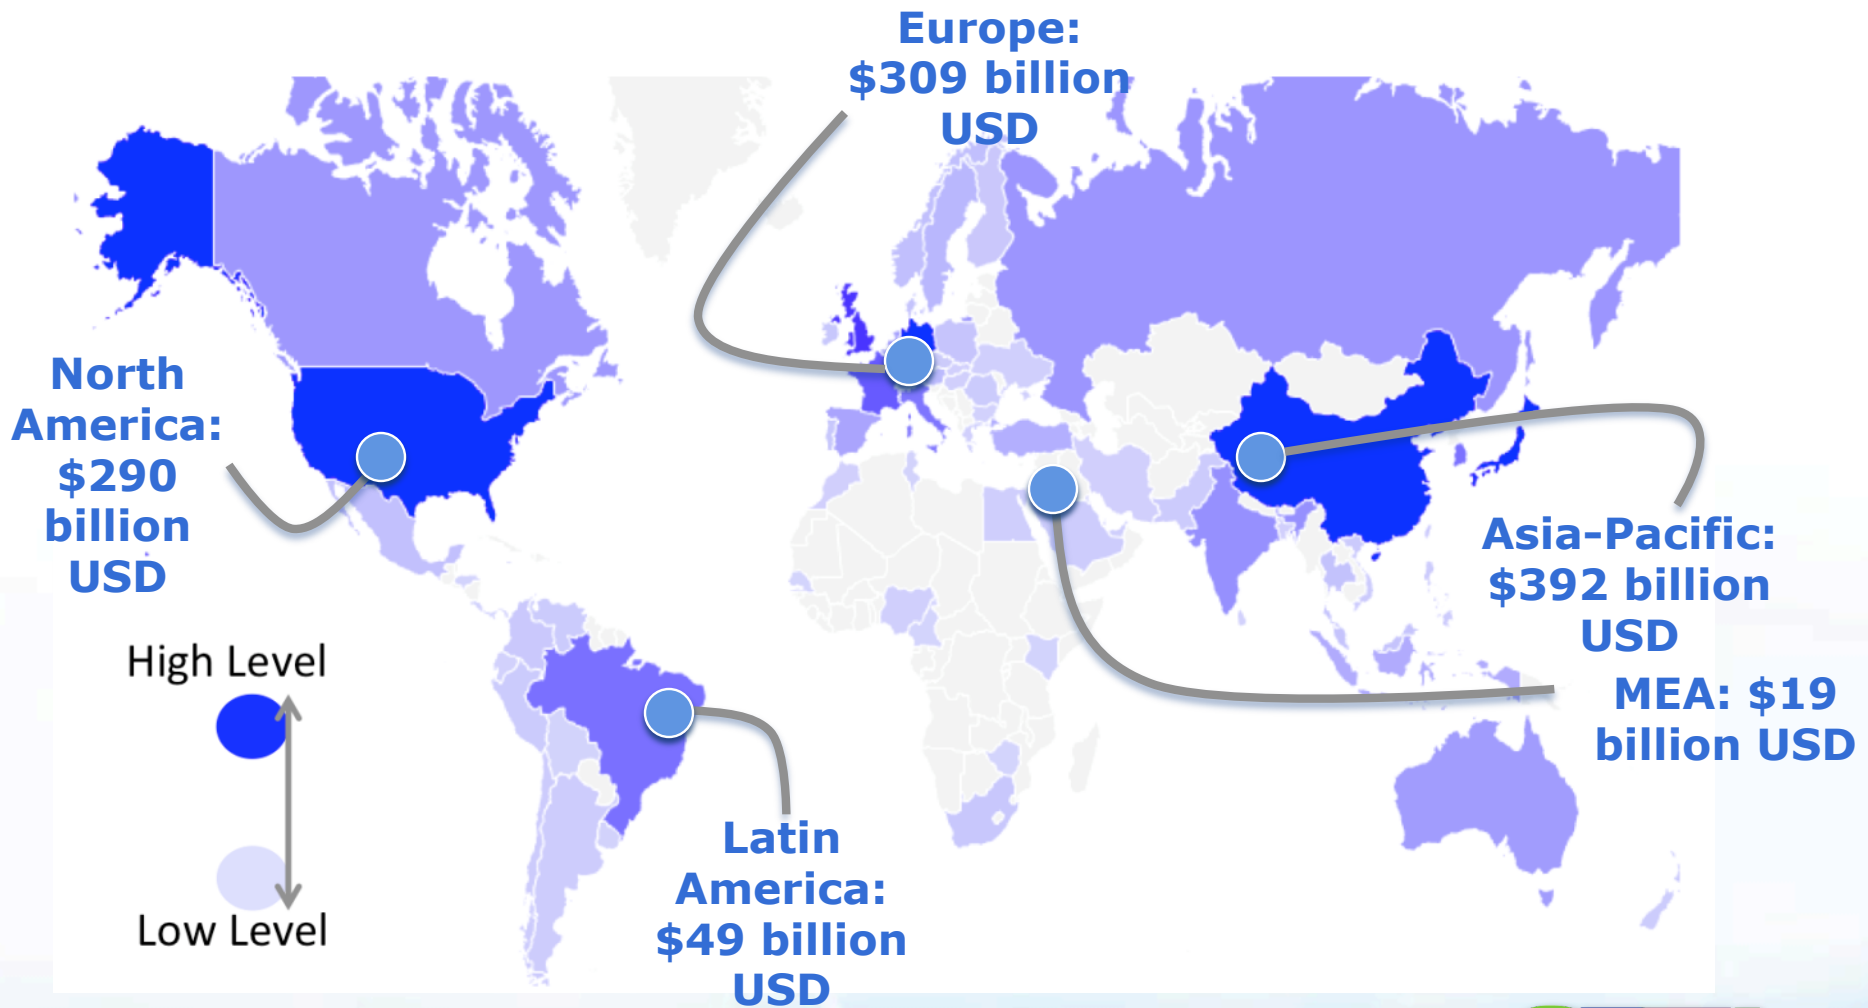 Europe:
$309 billion
USD
North
America:
$290
billion
USD
Asia-Pacific:
$392 billion
USD
MEA: $19
billion USD
High Level
Low Level
Latin
America:
$49 billion
USD